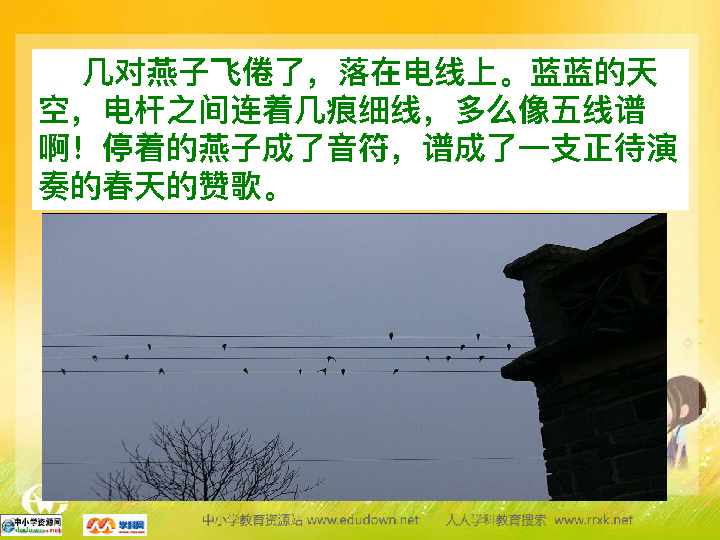 几对燕子飞倦了，落在电线上。蓝蓝的天
空，电杆之间连着几痕细线，多么像五线谱
啊！停着的燕子成了音符，谱成了一支正待演
奏的春天的赞歌。
中小学资源网
学科网
中小学教育资源站 www.edudown.net 人人学科教育搜索 www.rrxk.net